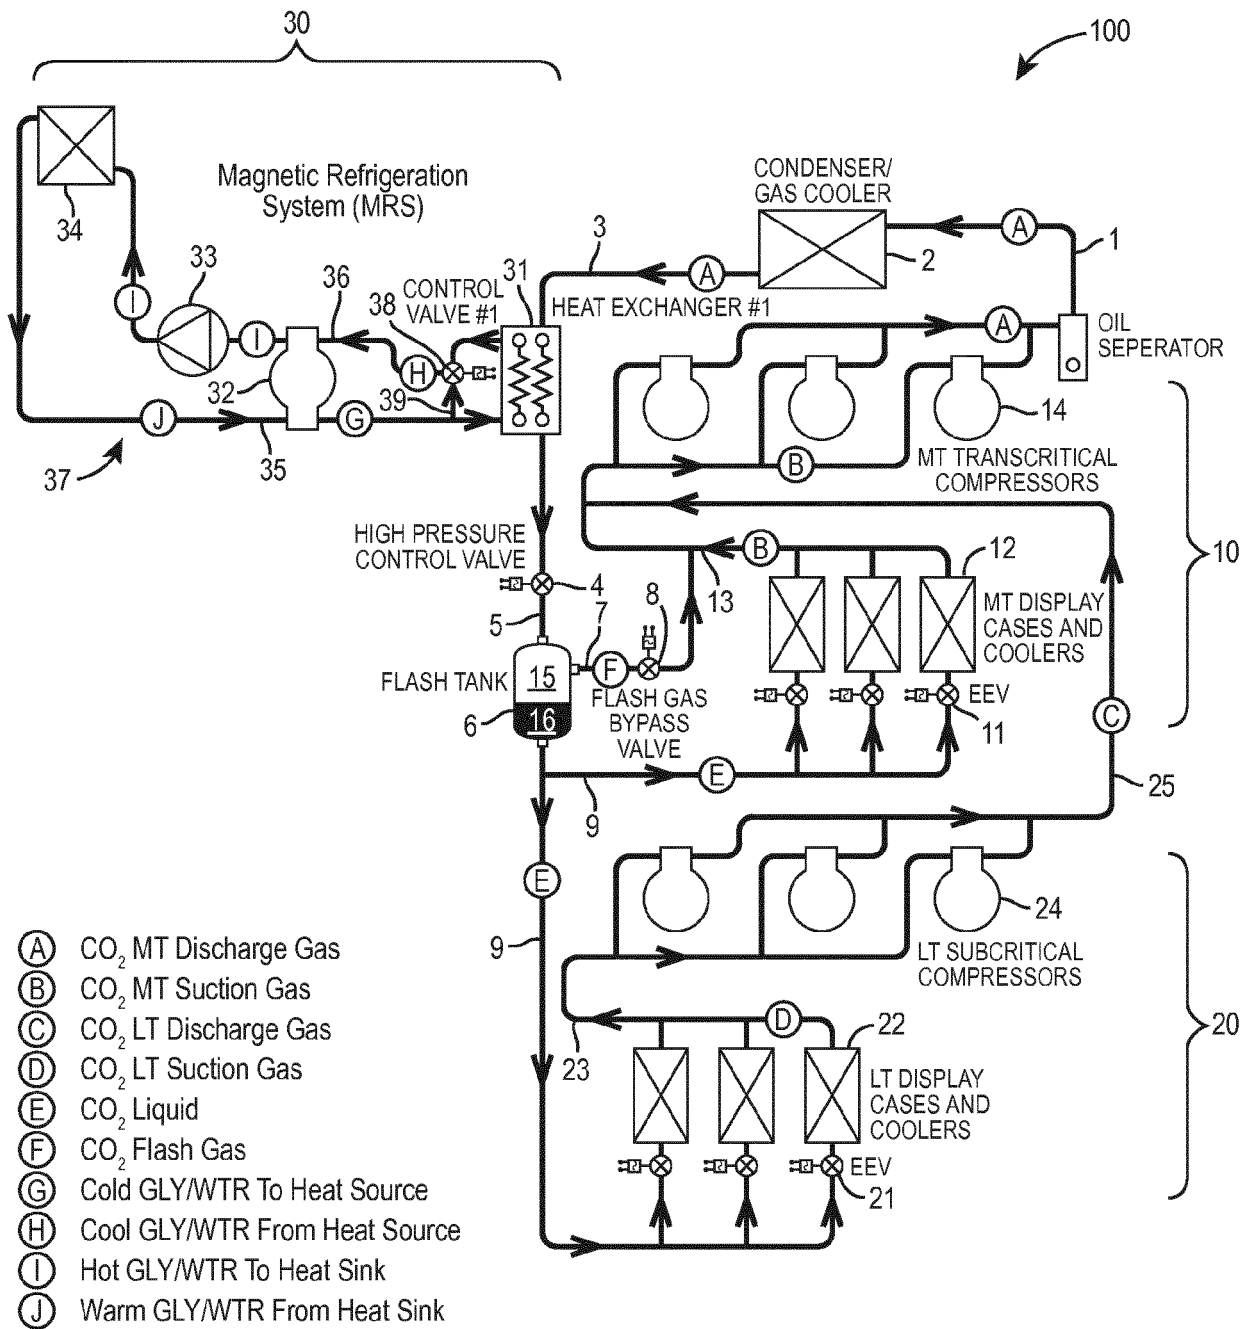 30
100
Magnetic Refrigeration
System (MRS)
CONDENSER/
GAS COOLER
34
33
36
38
CONTROL
VALVE #1
31
3
A
2
A
1
HEAT EXCHANGER #1
A
OIL
SEPERATOR
I
I
32
H
39
J
G
35
37
14
B
MT TRANSCRITICAL
COMPRESSORS
HIGH PRESSURE
CONTROL VALVE
4
5
7
8
13
B
12
10
MT DISPLAY
CASES AND
COOLERS
FLASH TANK
15
6
16
F
FLASH GAS
BYPASS
VALVE
EEV
11
C
E
9
25
E
24
9
LT SUBCRITICAL
COMPRESSORS
D
23
22
20
LT DISPLAY
CASES AND
COOLERS
EEV
21
A CO2 MT Discharge Gas
B CO2 MT Suction Gas
C CO2 LT Discharge Gas
D CO2 LT Suction Gas
E CO2 Liquid
F CO2 Flash Gas
G Cold GLY/WTR To Heat Source
H Cool GLY/WTR From Heat Source
I Hot GLY/WTR To Heat Sink
J Warm GLY/WTR From Heat Sink